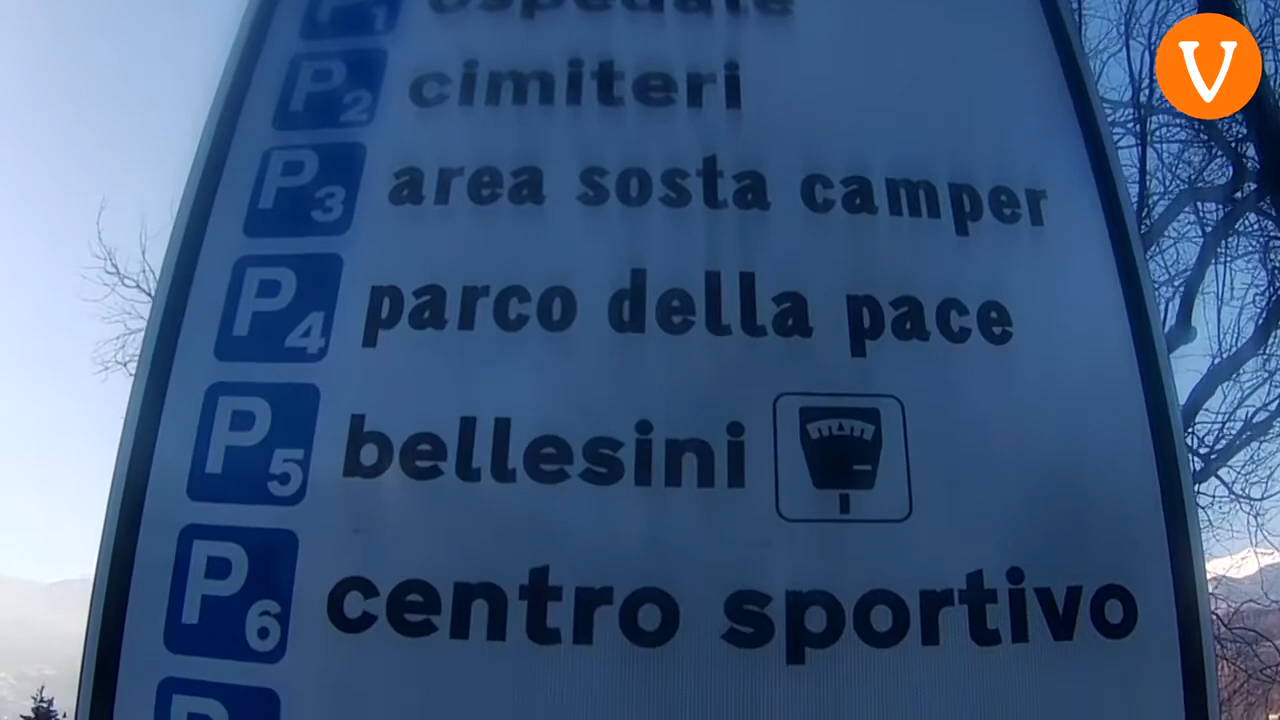 P1 ospedale
P2 cimiteri
P3 area sosta camper
P4 parco della pace
P5 bellesini
P6 centro sportivo
P
V